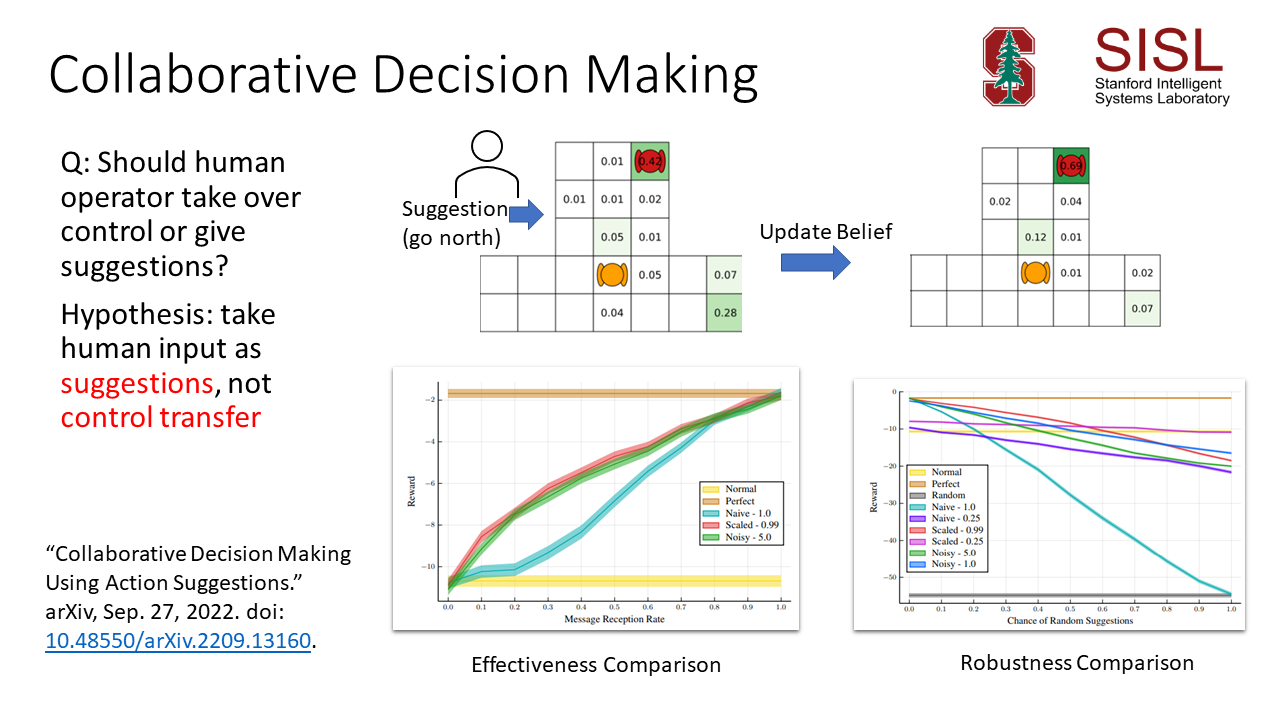 Collaborative Decision Making
SISL
Stanford Intelligent
Systems Laboratory
Q: Should human
operator take over
control or give
suggestions?
Hypothesis: take
human input as
suggestions, not
control transfer
“Collaborative Decision Making
Using Action Suggestions.”
arXiv, Sep. 27, 2022. doi:
10.48550/arXiv.2209.13160.
Suggestion
(go north)
0.01 0.42
0.01 0.01 0.02
0.05 0.01
0.05 0.07
0.04 0.28
Update Belief
0.69
0.02 0.04
0.12 0.01
0.01 0.02
0.07
Reward
−2
−4
−6
−8
−10
Normal
Perfect
Naive - 1.0
Scaled - 0.99
Noisy - 5.0
0.0 0.1 0.2 0.3 0.4 0.5 0.6 0.7 0.8 0.9 1.0
Message Reception Rate
Effectiveness Comparison
Reward
0
−10
−20
−30
−40
−50
Normal
Perfect
Random
Naive - 1.0
Naive - 0.25
Scaled - 0.99
Scaled - 0.25
Noisy - 5.0
Noisy - 1.0
0.0 0.1 0.2 0.3 0.4 0.5 0.6 0.7 0.8 0.9 1.0
Chance of Random Suggestions
Robustness Comparison